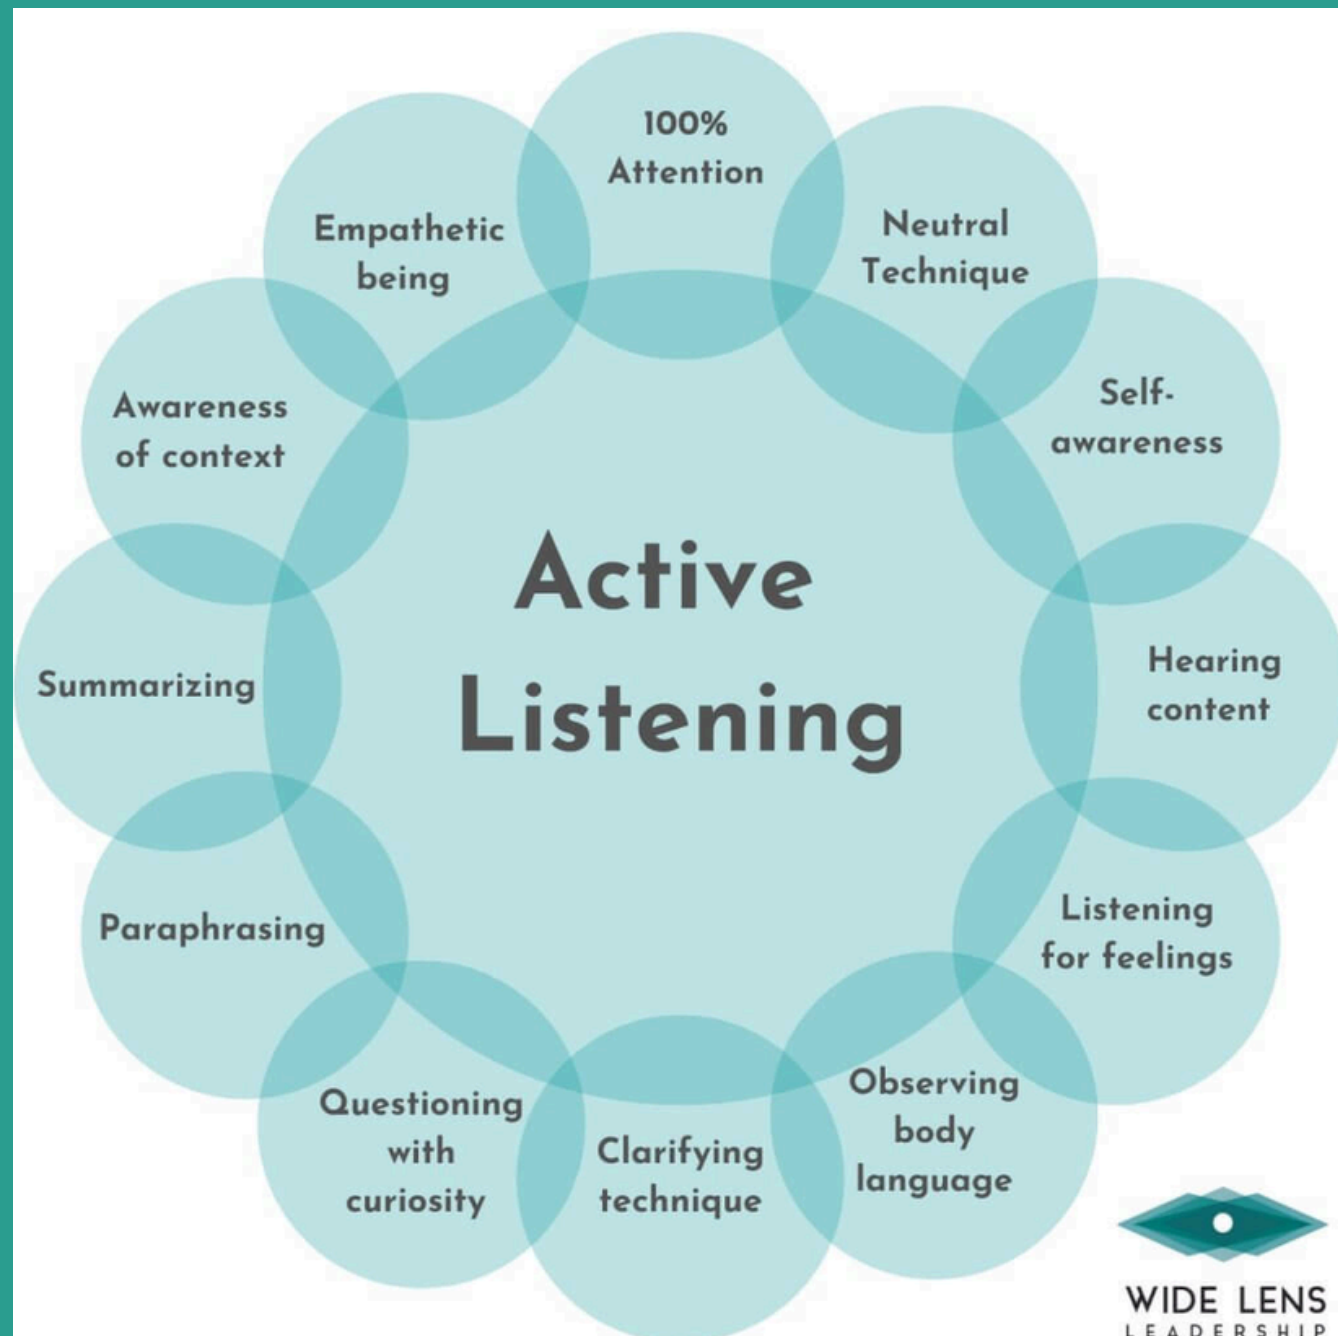 100%
Attention
Neutral
Technique
Self-
awareness
Hearing
content
Listening
for feelings
Observing
body
language
Clarifying
technique
Questioning
with
curiosity
Paraphrasing
Summarizing
Awareness
of context
Empathetic
being
Active
Listening
WIDE LENS
LEADERSHIP